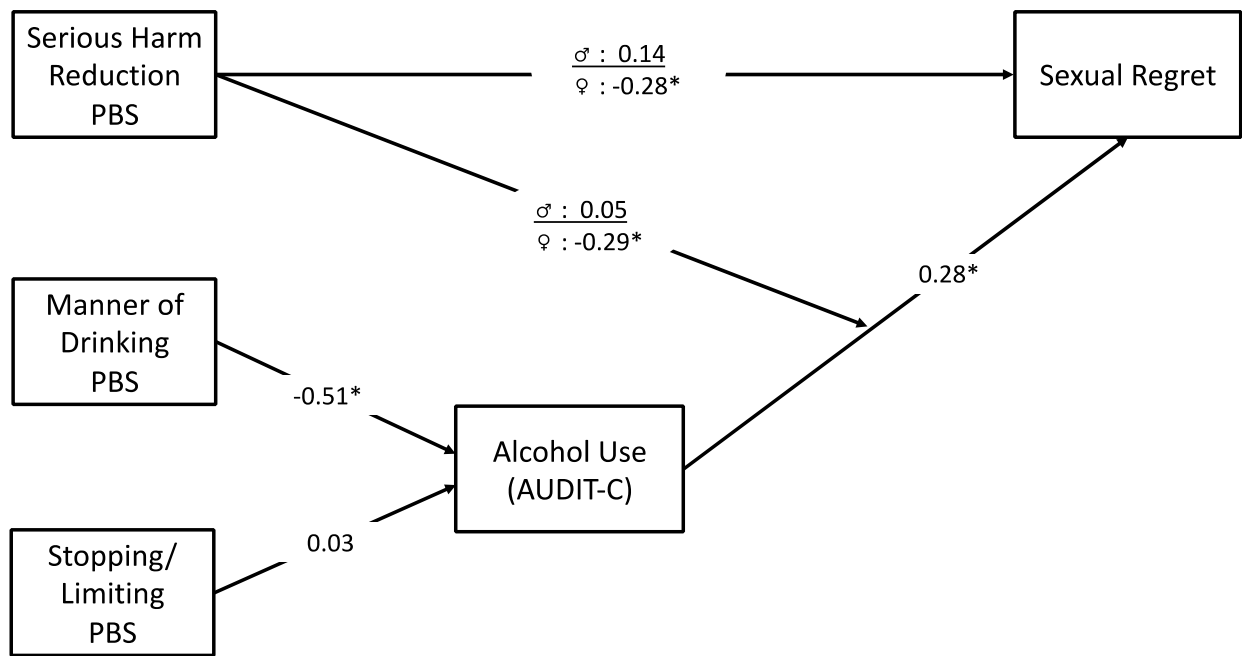 Serious Harm
Reduction
PBS
♂ : 0.14
♀ : -0.28*
Sexual Regret
♂ : 0.05
♀ : -0.29*
0.28*
Manner of
Drinking
PBS
-0.51*
Alcohol Use
(AUDIT-C)
0.03
Stopping/
Limiting
PBS